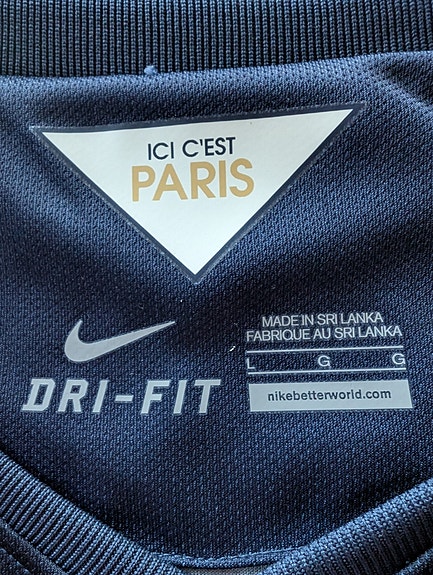 ICI C'EST
PARIS
MADE IN SRI LANKA
FABRIQUE AU SRI LANKA
L G G
DRI-FIT
nikebetterworld.com